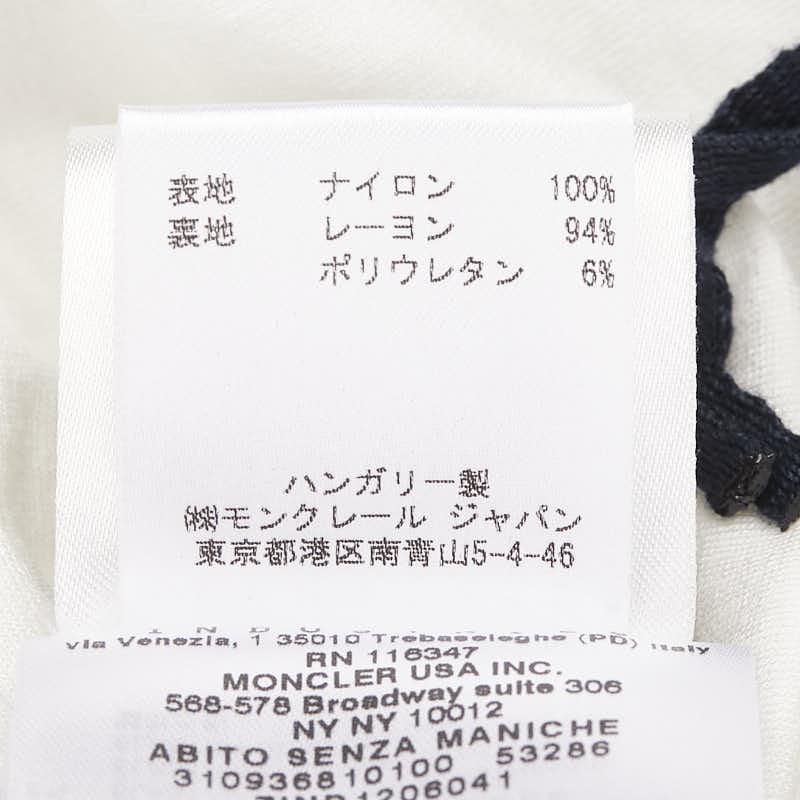 表地 ナイロン 100%
裏地 レーヨン 94%
ポリウレタン 6%
ハンガリー製
㈱モンクレール ジャパン
東京都港区南青山5-4-46
Via Venezia, 1 35010 Trebaseleghe (PD) Italy
RN 116347
MONCLER USA INC.
568-578 Broadway suite 306
NY NY 10012
ABITO SENZA MANICHE
310936810100 53286